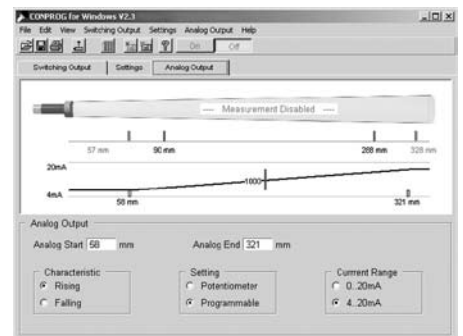 CONPROG for Windows V2.1
File Edit View Switching Output Settings Analog Output Help
On Off
Switching Output Settings Analog Output
--- Measurement Disabled ---
57 mm 90 mm 288 mm 328 mm
20mA
1000
4mA
58 mm 321 mm
Analog Output
Analog Start 58 mm Analog End 321 mm
Characteristic Setting Current Range
Rising Potentiometer 0..20mA
Falling Programmable 4..20mA